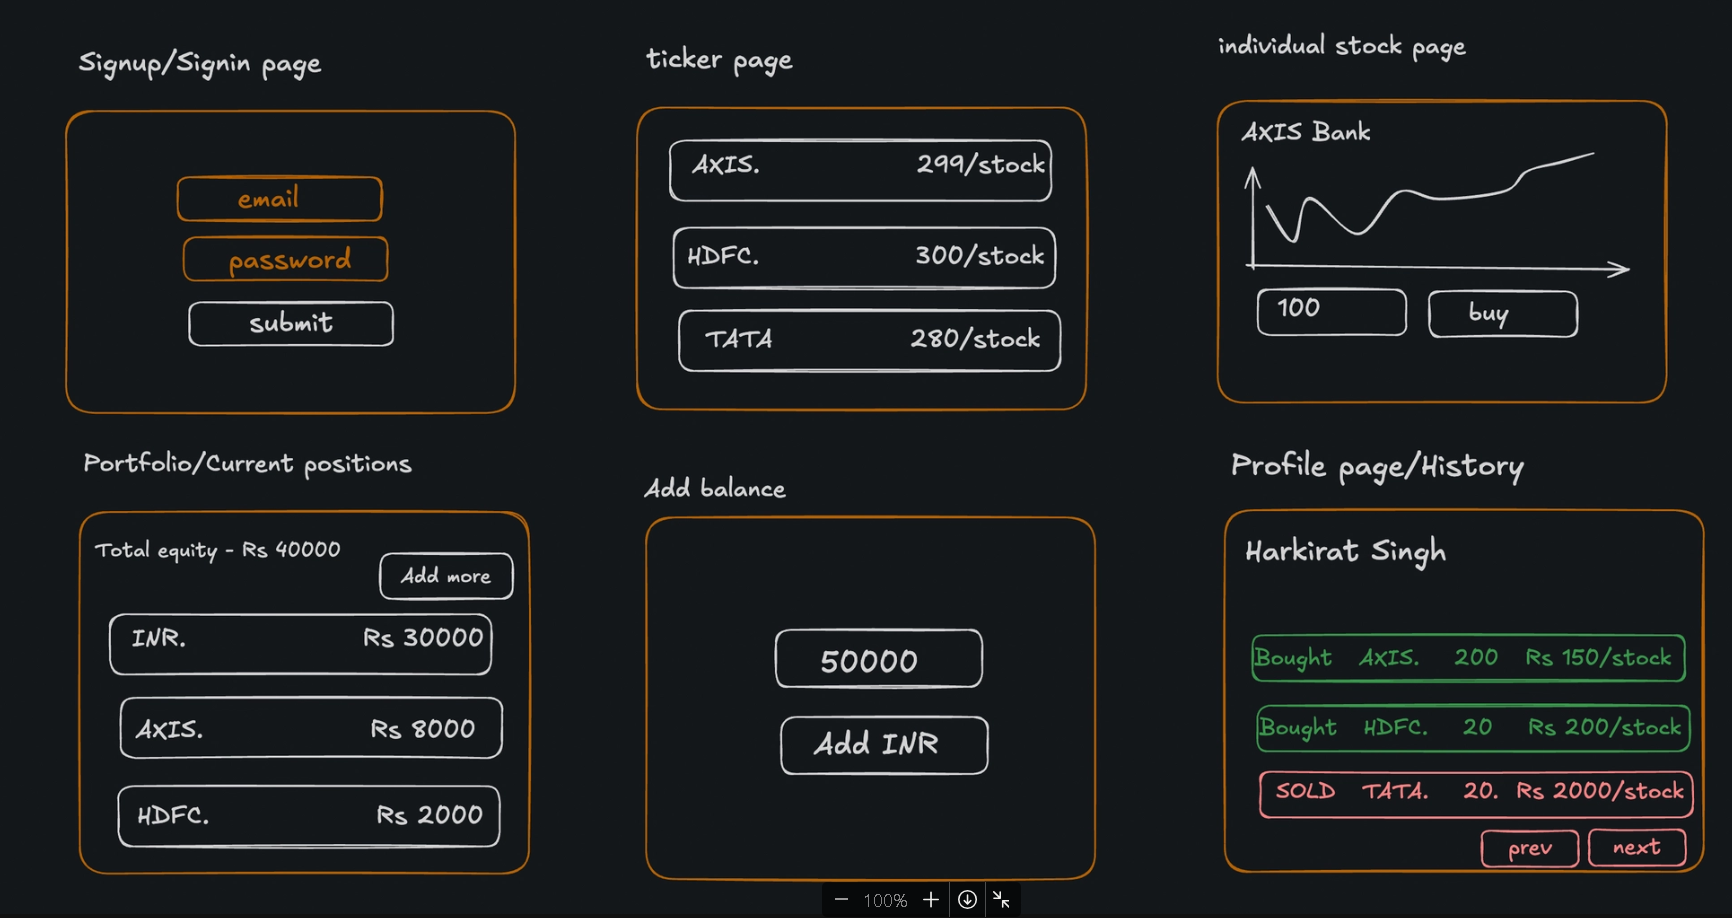 Signup/Signin page
email
password
submit
ticker page
AXIS. 299/stock
HDFC. 300/stock
TATA 280/stock
individual stock page
AXIS Bank
100 buy
Portfolio/Current positions
Total equity - Rs 40000
Add more
INR. Rs 30000
AXIS. Rs 8000
HDFC. Rs 2000
Add balance
50000
Add INR
Profile page/History
Harkirat Singh
Bought AXIS. 200 Rs 150/stock
Bought HDFC. 20 Rs 200/stock
SOLD TATA. 20. Rs 2000/stock
prev next
100%